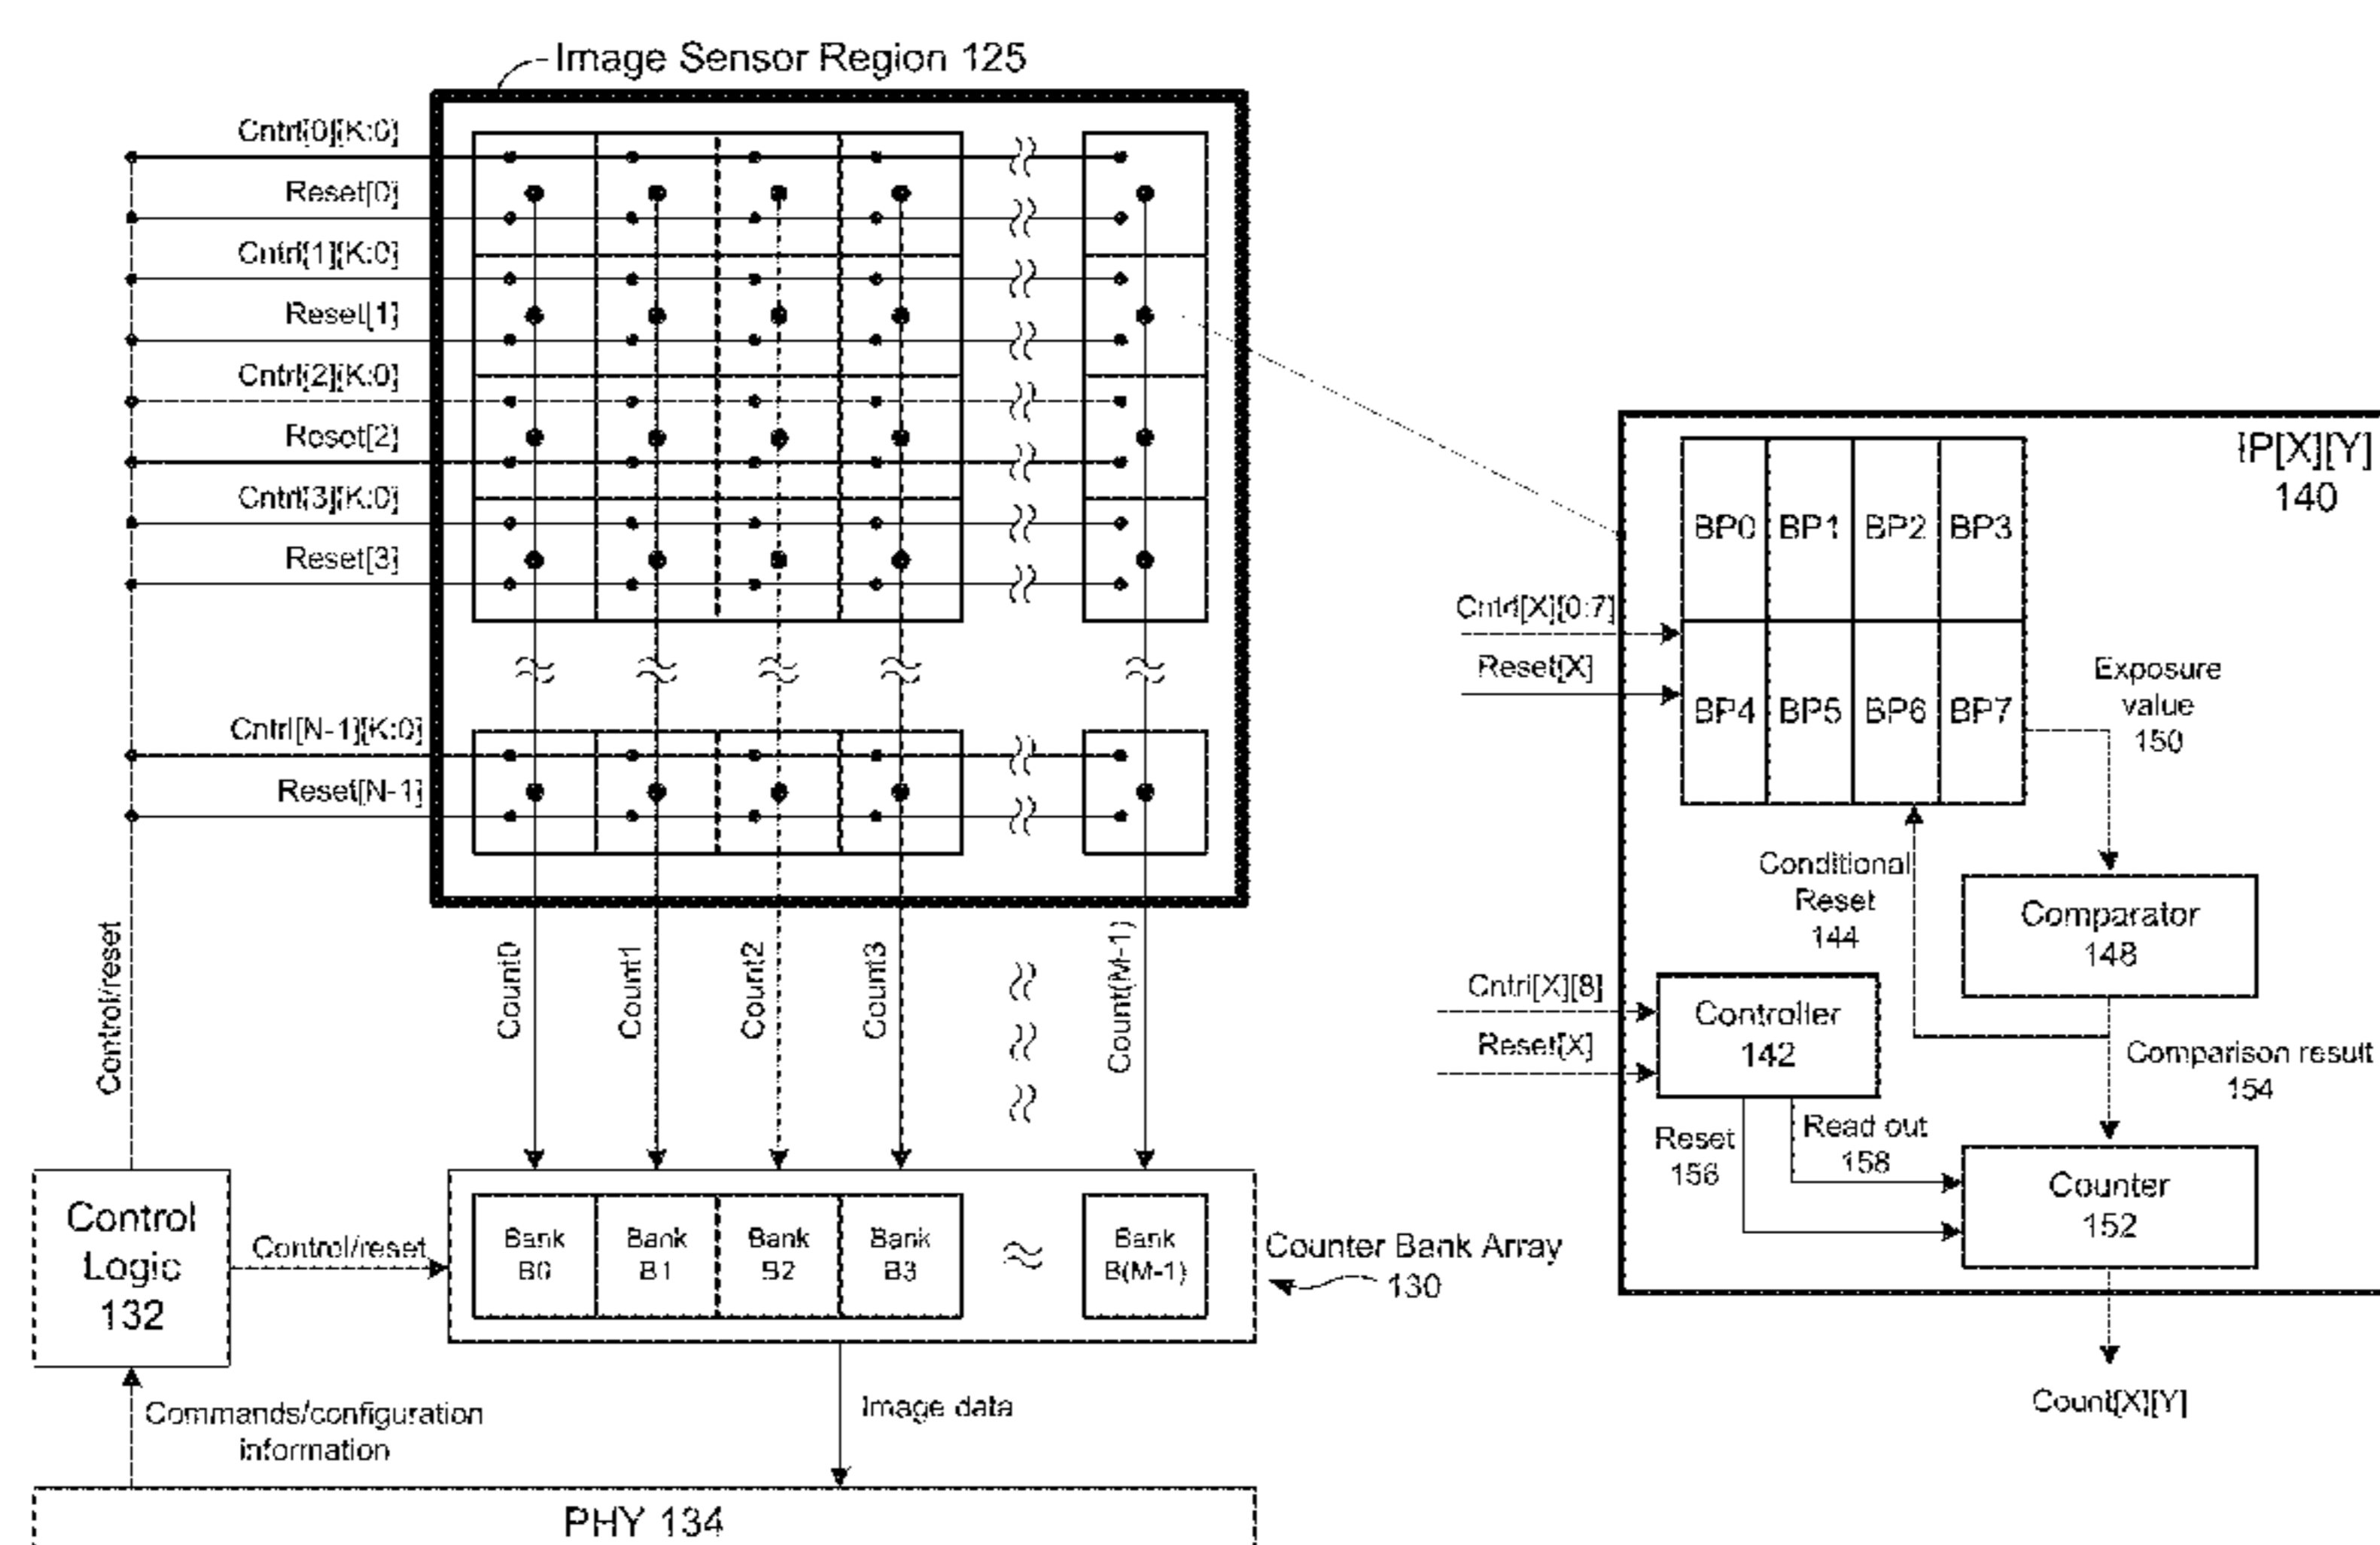 Image Sensor Region 125
Cntrl[0][K:0]
Reset[0]
Cntrl[1][K:0]
Reset[1]
Cntrl[2][K:0]
Reset[2]
Cntrl[3][K:0]
Reset[3]
Cntrl[N-1][K:0]
Reset[N-1]
Control/reset
Count0
Count1
Count2
Count3
Count(M-1)
Control
Logic
132
Control/reset
Bank
B0
Bank
B1
Bank
B2
Bank
B3
Bank
B(M-1)
Counter Bank Array
130
Commands/configuration
information
Image data
PHY 134
IP[X][Y]
140
BP0
BP1
BP2
BP3
BP4
BP5
BP6
BP7
Cntrl[X][0:7]
Reset[X]
Exposure
value
150
Conditional
Reset
144
Comparator
148
Cntrl[X][8]
Reset[X]
Controller
142
Comparison result
154
Reset
156
Read out
158
Counter
152
Count[X][Y]